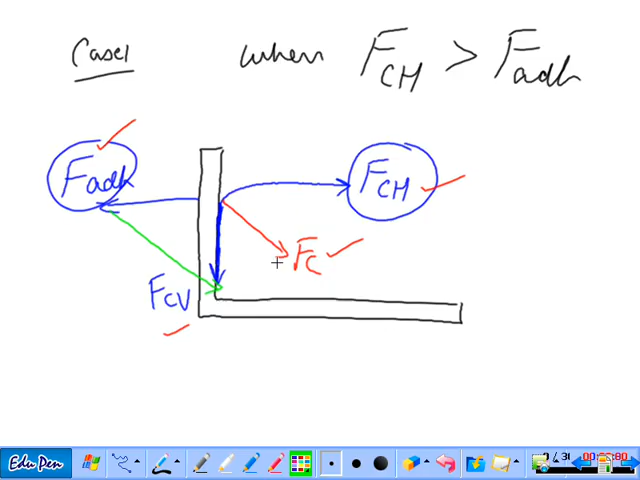 Case1 when FCH > Fadh
Fadh
FCH
FC
FCV
Edu Pen